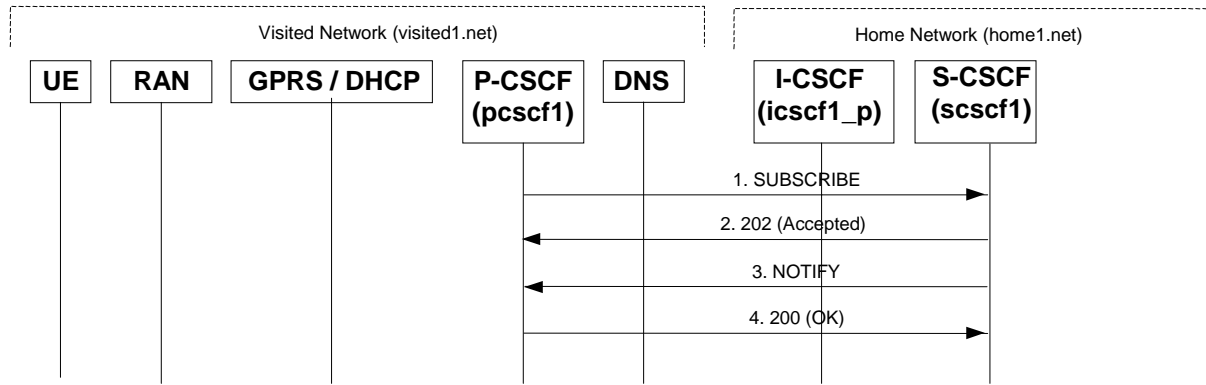 Visited Network (visited1.net)
Home Network (home1.net)
UE
RAN
GPRS / DHCP
P-CSCF
(pcscf1)
DNS
I-CSCF
(icscf1_p)
S-CSCF
(scscf1)
1. SUBSCRIBE
2. 202 (Accepted)
3. NOTIFY
4. 200 (OK)